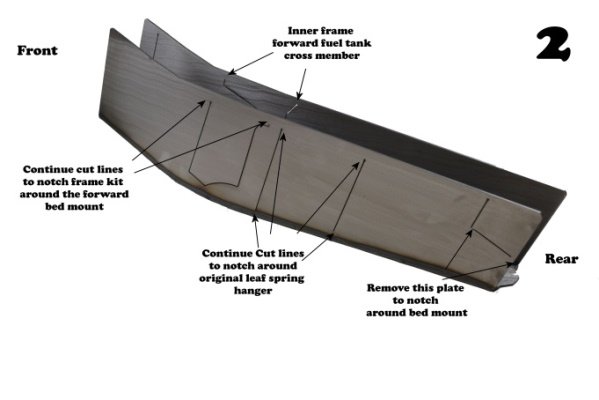 2
Front
Inner frame
forward fuel tank
cross member
Continue cut lines
to notch frame kit
around the forward
bed mount
Continue Cut lines
to notch around
original leaf spring
hanger
Remove this plate
to notch
around bed mount
Rear